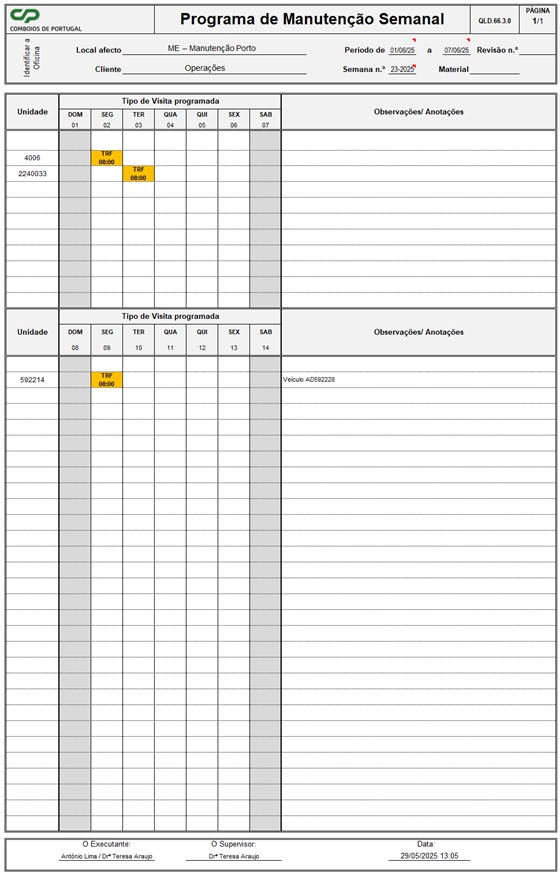 CP
COMBOIOS DE PORTUGAL
Programa de Manutenção Semanal
QLD.66.3.0
PÁGINA
1/1
Identificar a
Oficina
Local afecto ME – Manutenção Porto
Período de 01/06/25 a 07/06/25 Revisão n.º
Cliente Operações
Semana n.º 23-2025 Material
Unidade
Tipo de Visita programada
Observações/ Anotações
DOM SEG TER QUA QUI SEX SAB
01 02 03 04 05 06 07
4006 TRF
08:00
2240033 TRF
08:00
Unidade
Tipo de Visita programada
Observações/ Anotações
DOM SEG TER QUA QUI SEX SAB
08 09 10 11 12 13 14
592214 TRF
08:00
Veículo AD592228
O Executante: O Supervisor: Data:
António Lima / Drª Teresa Araujo Drª Teresa Araujo 29/05/2025 13:05